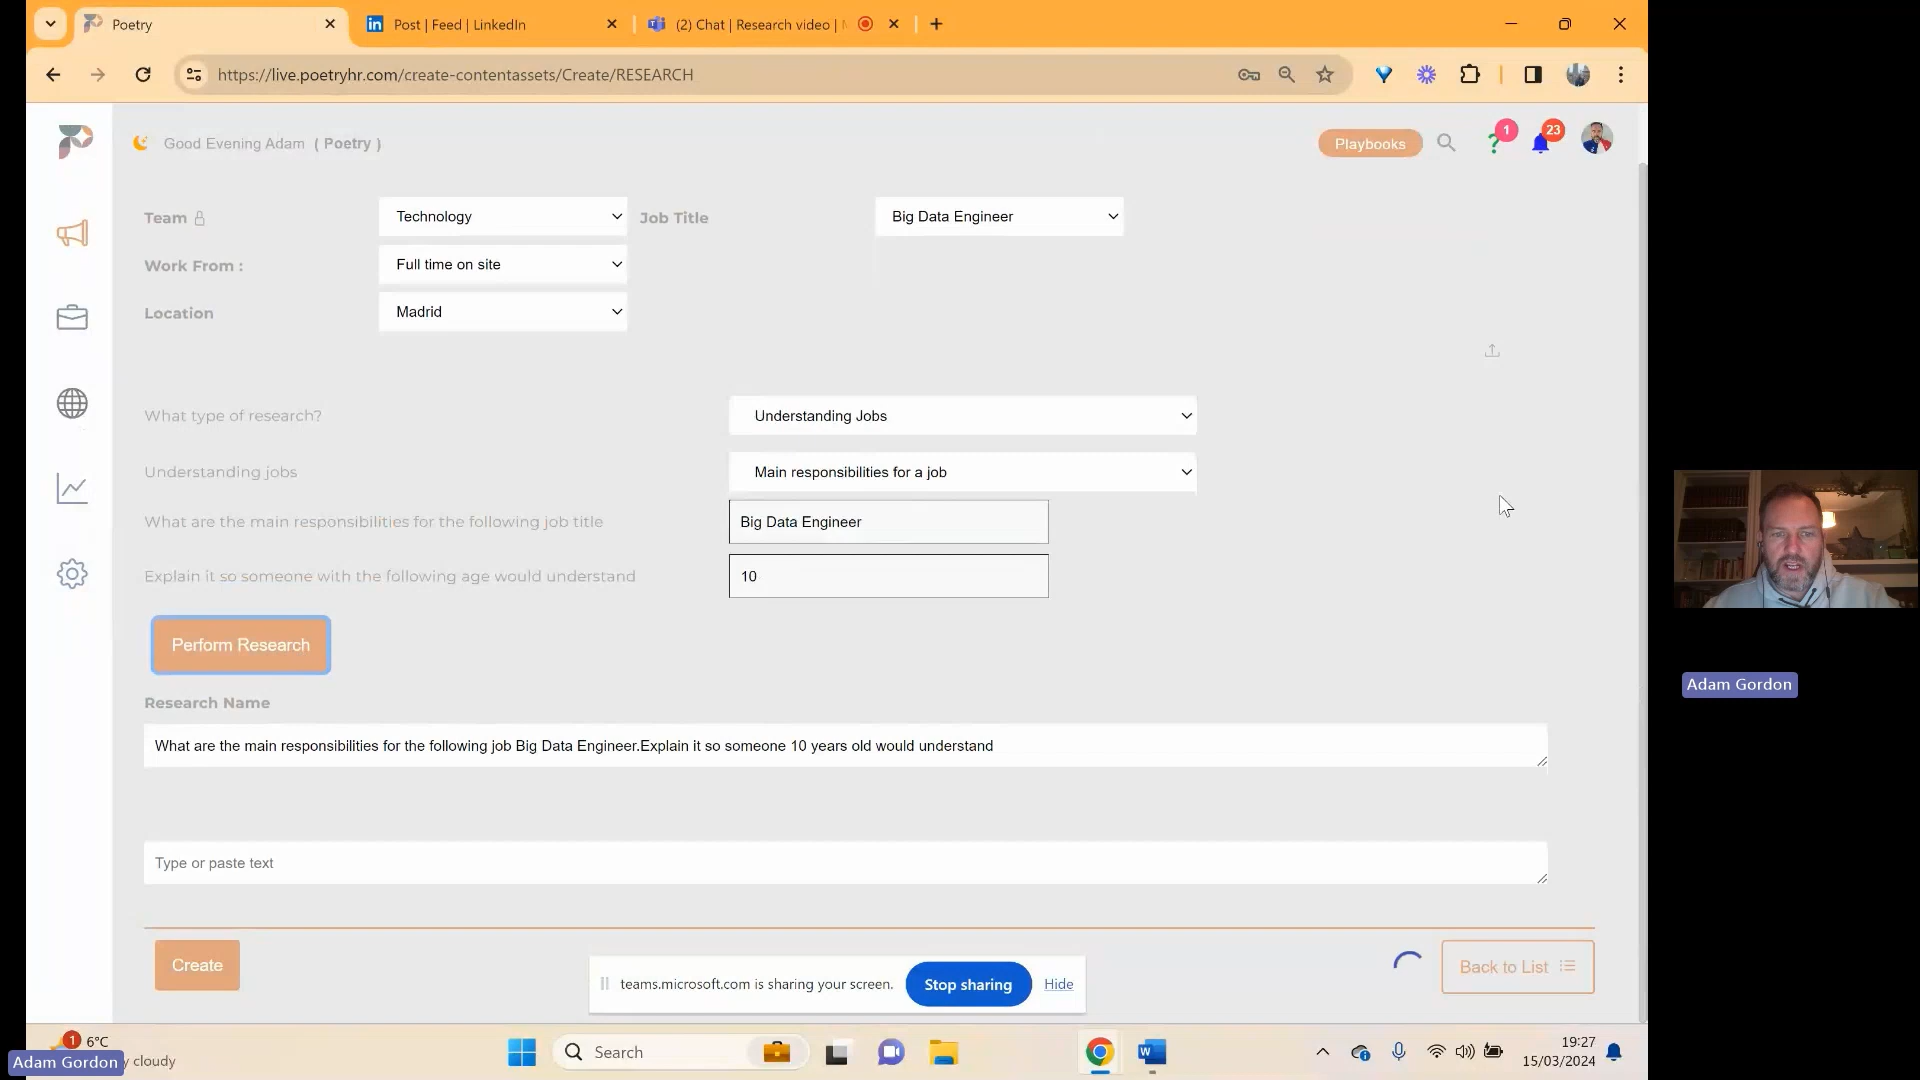 Poetry
Post | Feed | LinkedIn
(2) Chat | Research video |
https://live.poetryhr.com/create-contentassets/Create/RESEARCH
Good Evening Adam ( Poetry )
Playbooks
1
23
Team
Technology
Job Title
Big Data Engineer
Work From :
Full time on site
Location
Madrid
What type of research?
Understanding Jobs
Understanding jobs
Main responsibilities for a job
What are the main responsibilities for the following job title
Big Data Engineer
Explain it so someone with the following age would understand
10
Perform Research
Adam Gordon
Research Name
What are the main responsibilities for the following job Big Data Engineer.Explain it so someone 10 years old would understand
Type or paste text
Create
teams.microsoft.com is sharing your screen.
Stop sharing
Hide
Back to List
1
6°C
y cloudy
Adam Gordon
Search
19:27
15/03/2024